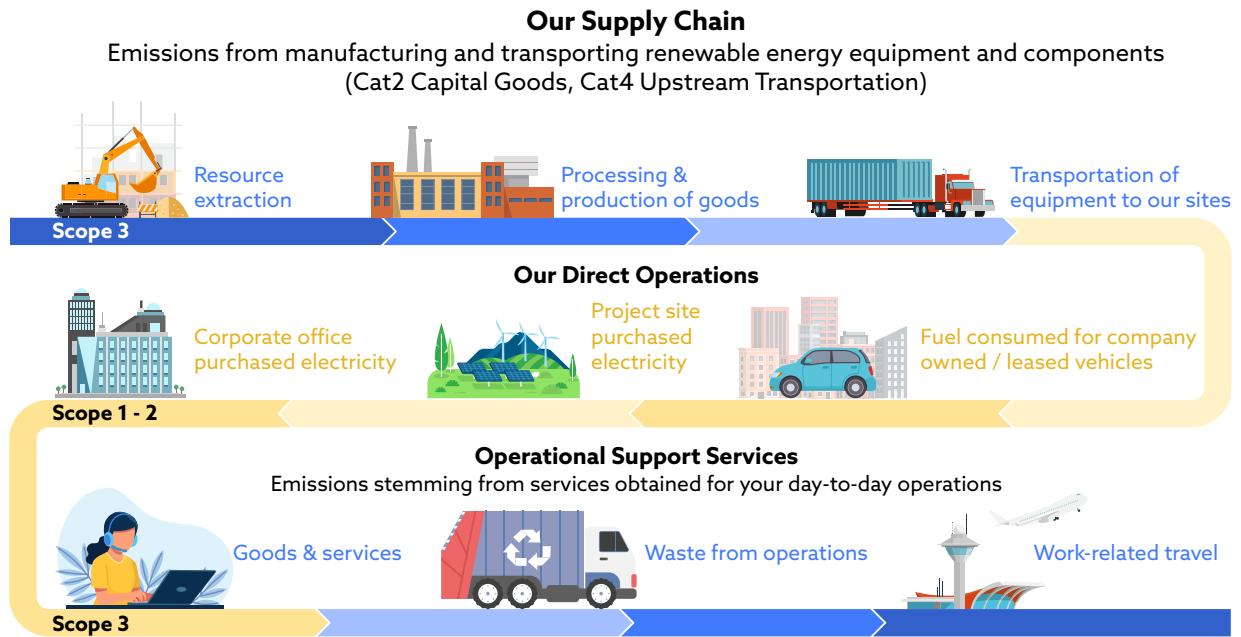 Our Supply Chain
Emissions from manufacturing and transporting renewable energy equipment and components
(Cat2 Capital Goods, Cat4 Upstream Transportation)
Resource
extraction
Processing &
production of goods
Transportation of
equipment to our sites
Scope 3
Our Direct Operations
Corporate office
purchased electricity
Project site
purchased
electricity
Fuel consumed for company
owned / leased vehicles
Scope 1 - 2
Operational Support Services
Emissions stemming from services obtained for your day-to-day operations
Goods & services
Waste from operations
Work-related travel
Scope 3